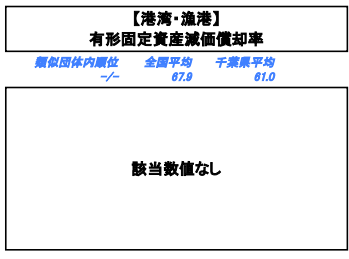 【港湾・漁港】
有形固定資産減価償却率
類似団体内順位 全国平均 千葉県平均
-/- 67.9 61.0
該当数値なし